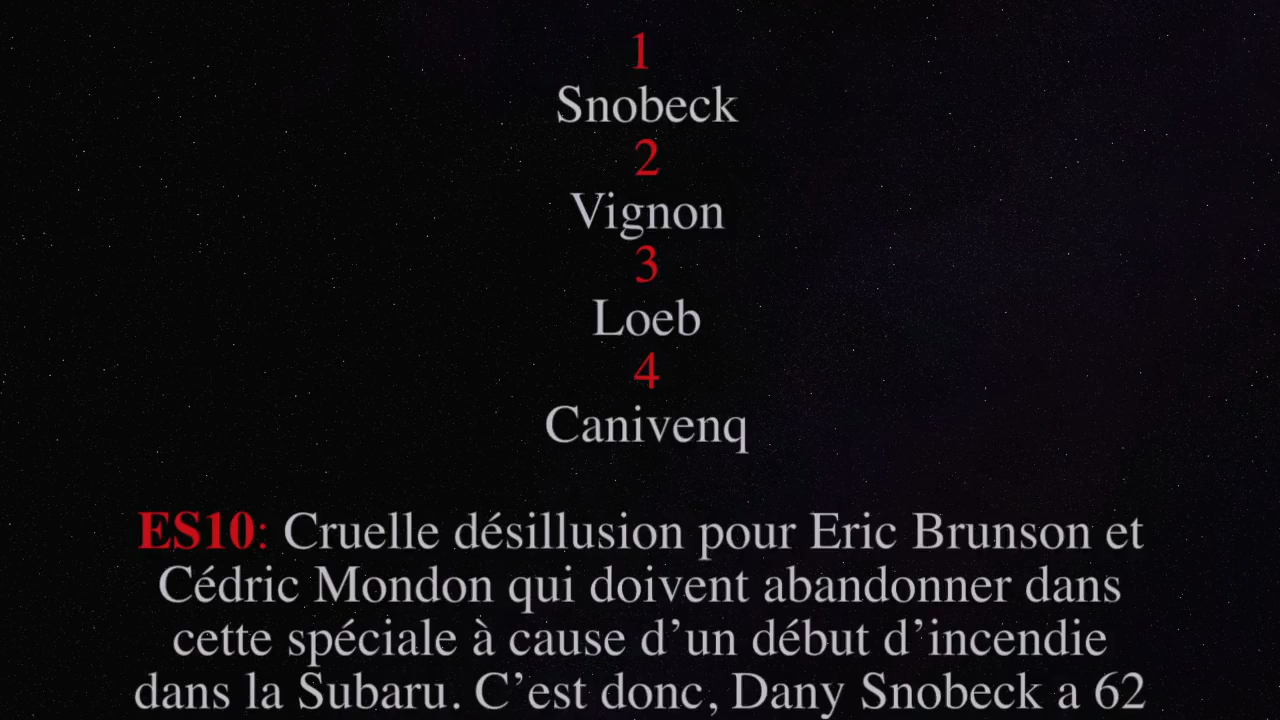 1
Snobeck
2
Vignon
3
Loeb
4
Canivenq
ES10: Cruelle désillusion pour Eric Brunson et
Cédric Mondon qui doivent abandonner dans
cette spéciale à cause d’un début d’incendie
dans la Subaru. C’est donc, Dany Snobeck a 62